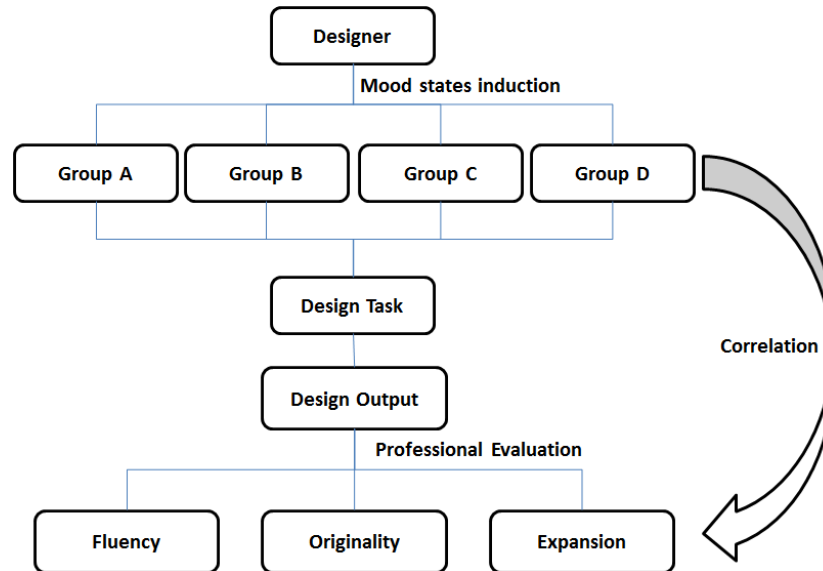 Designer
Mood states induction
Group A
Group B
Group C
Group D
Design Task
Correlation
Design Output
Professional Evaluation
Fluency
Originality
Expansion